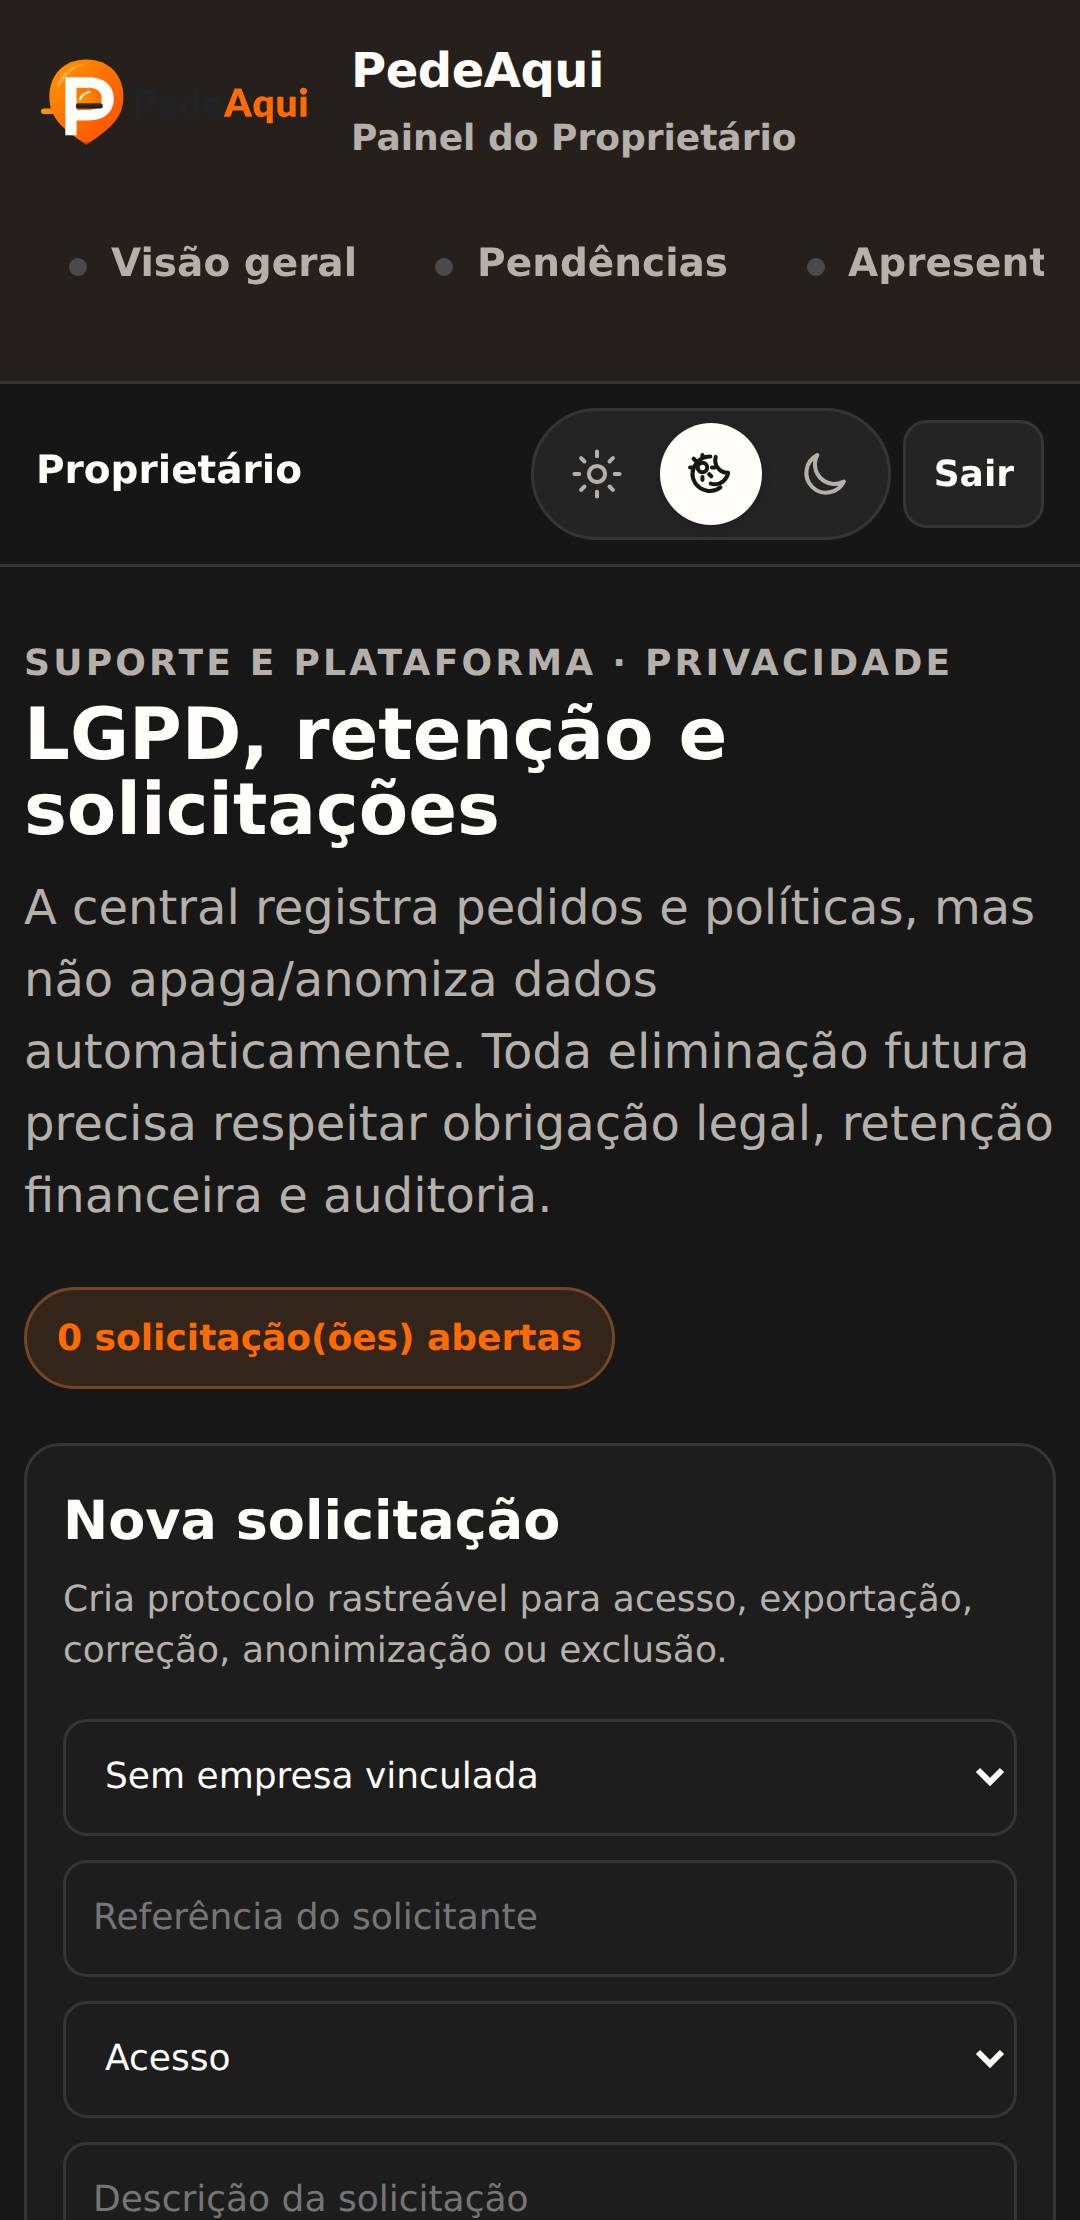 PedeAqui
PedeAqui
Painel do Proprietário
Visão geral
Pendências
Apresent
Proprietário
Sair
SUPORTE E PLATAFORMA · PRIVACIDADE
LGPD, retenção e
solicitações
A central registra pedidos e políticas, mas
não apaga/anomiza dados
automaticamente. Toda eliminação futura
precisa respeitar obrigação legal, retenção
financeira e auditoria.
0 solicitação(ões) abertas
Nova solicitação
Cria protocolo rastreável para acesso, exportação,
correção, anonimização ou exclusão.
Sem empresa vinculada
Referência do solicitante
Acesso
Descrição da solicitação